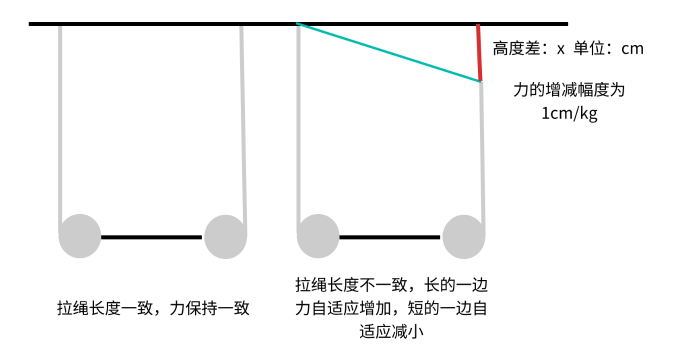 高度差：x 单位：cm
力的增减幅度为
1cm/kg
拉绳长度一致，力保持一致
拉绳长度不一致，长的一边
力自适应增加，短的一边自
适应减小